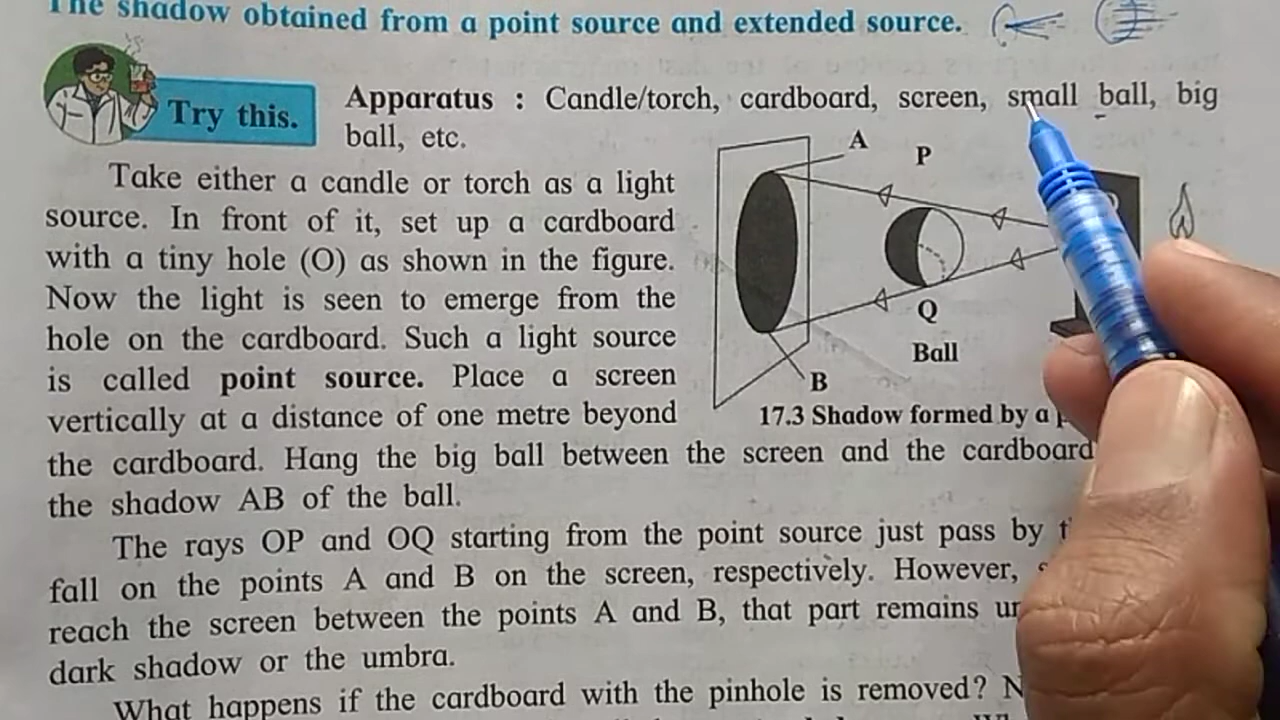 The shadow obtained from a point source and extended source.
Try this.
Apparatus : Candle/torch, cardboard, screen, small ball, big
ball, etc.
Take either a candle or torch as a light
source. In front of it, set up a cardboard
with a tiny hole (O) as shown in the figure.
Now the light is seen to emerge from the
hole on the cardboard. Such a light source
is called point source. Place a screen
vertically at a distance of one metre beyond
the cardboard. Hang the big ball between the screen and the cardboard
the shadow AB of the ball.
A
P
Q
Ball
B
17.3 Shadow formed by a
The rays OP and OQ starting from the point source just pass by
fall on the points A and B on the screen, respectively. However,
reach the screen between the points A and B, that part remains
dark shadow or the umbra.
What happens if the cardboard with the pinhole is removed?